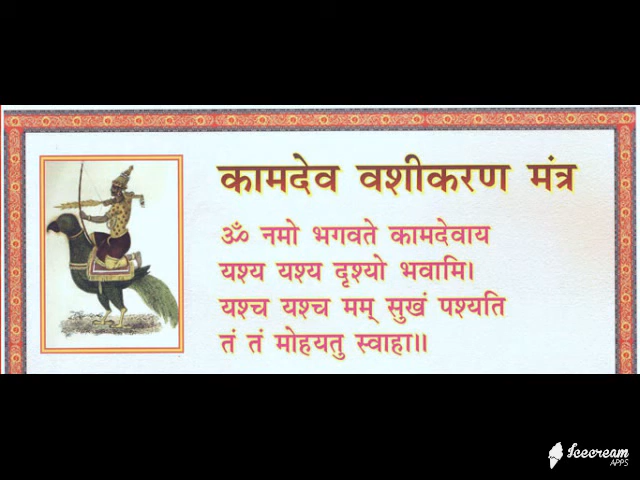 कामदेव वशीकरण मंत्र
ॐ नमो भगवते कामदेवाय
यश्य यश्य दृश्यो भवामि।
यश्च यश्च मम् सुखं पश्यति
तं तं मोहयतु स्वाहा॥
Icecream
APPS